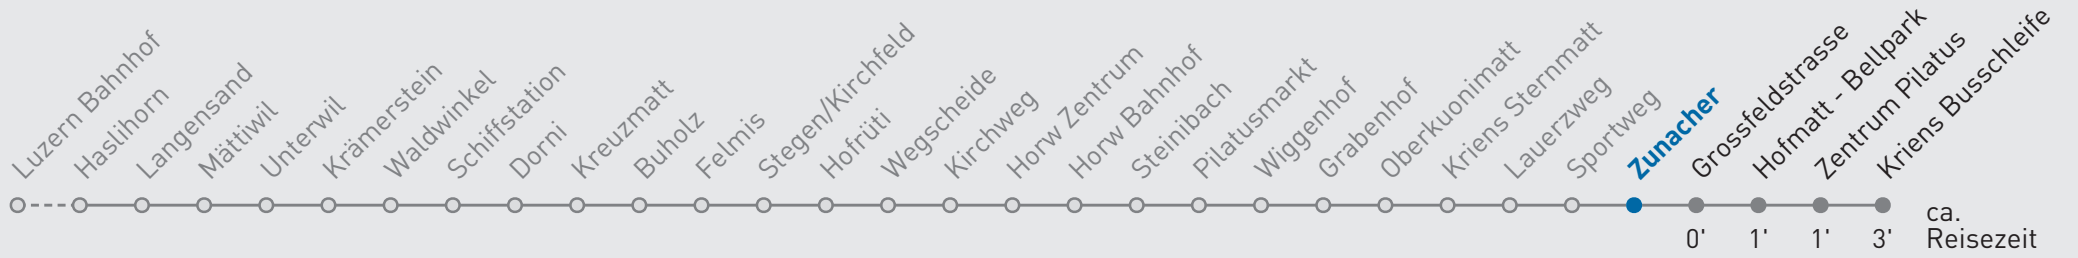 Luzern Bahnhof
Haslihorn
Langensand
Mättiwil
Unterwil
Krämerstein
Waldwinkel
Schiffstation
Dorni
Kreuzmatt
Buholz
Felmis
Stegen/Kirchfeld
Hofrüti
Wegscheide
Kirchweg
Horw Zentrum
Horw Bahnhof
Steinibach
Pilatusmarkt
Wiggenhof
Grabenhof
Oberkuonimatt
Kriens Sternmatt
Lauerzweg
Sportweg
Zunacher
Grossfeldstrasse
Hofmatt - Bellpark
Zentrum Pilatus
Kriens Busschleife
ca.
0' 1' 1' 3' Reisezeit